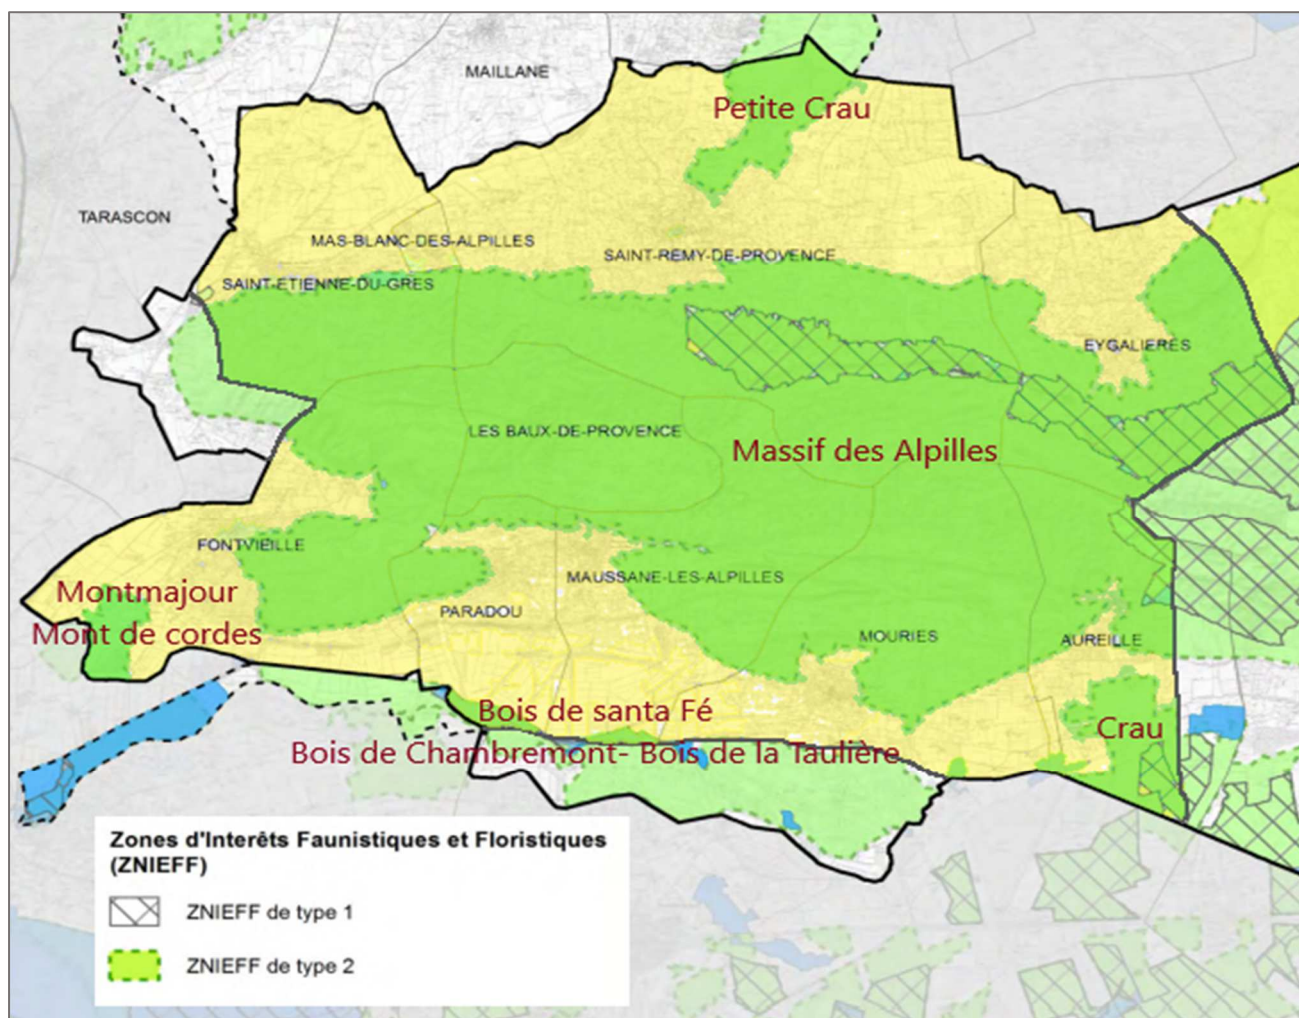 MAILLANE
Petite Crau
TARASCON
MAS-BLANC-DES-ALPILLES
SAINT-REMY-DE-PROVENCE
SAINT-ETIENNE-DU-GRES
EYGALIERES
LES BAUX-DE-PROVENCE
Massif des Alpilles
FONTVIEILLE
MAUSSANE-LES-ALPILLES
Montmajour
Mont de cordes
PARADOU
MOURIES
AUREILLE
Bois de santa Fé
Crau
Bois de Chambremont- Bois de la Taulière
Zones d'Interêts Faunistiques et Floristiques
(ZNIEFF)
ZNIEFF de type 1
ZNIEFF de type 2